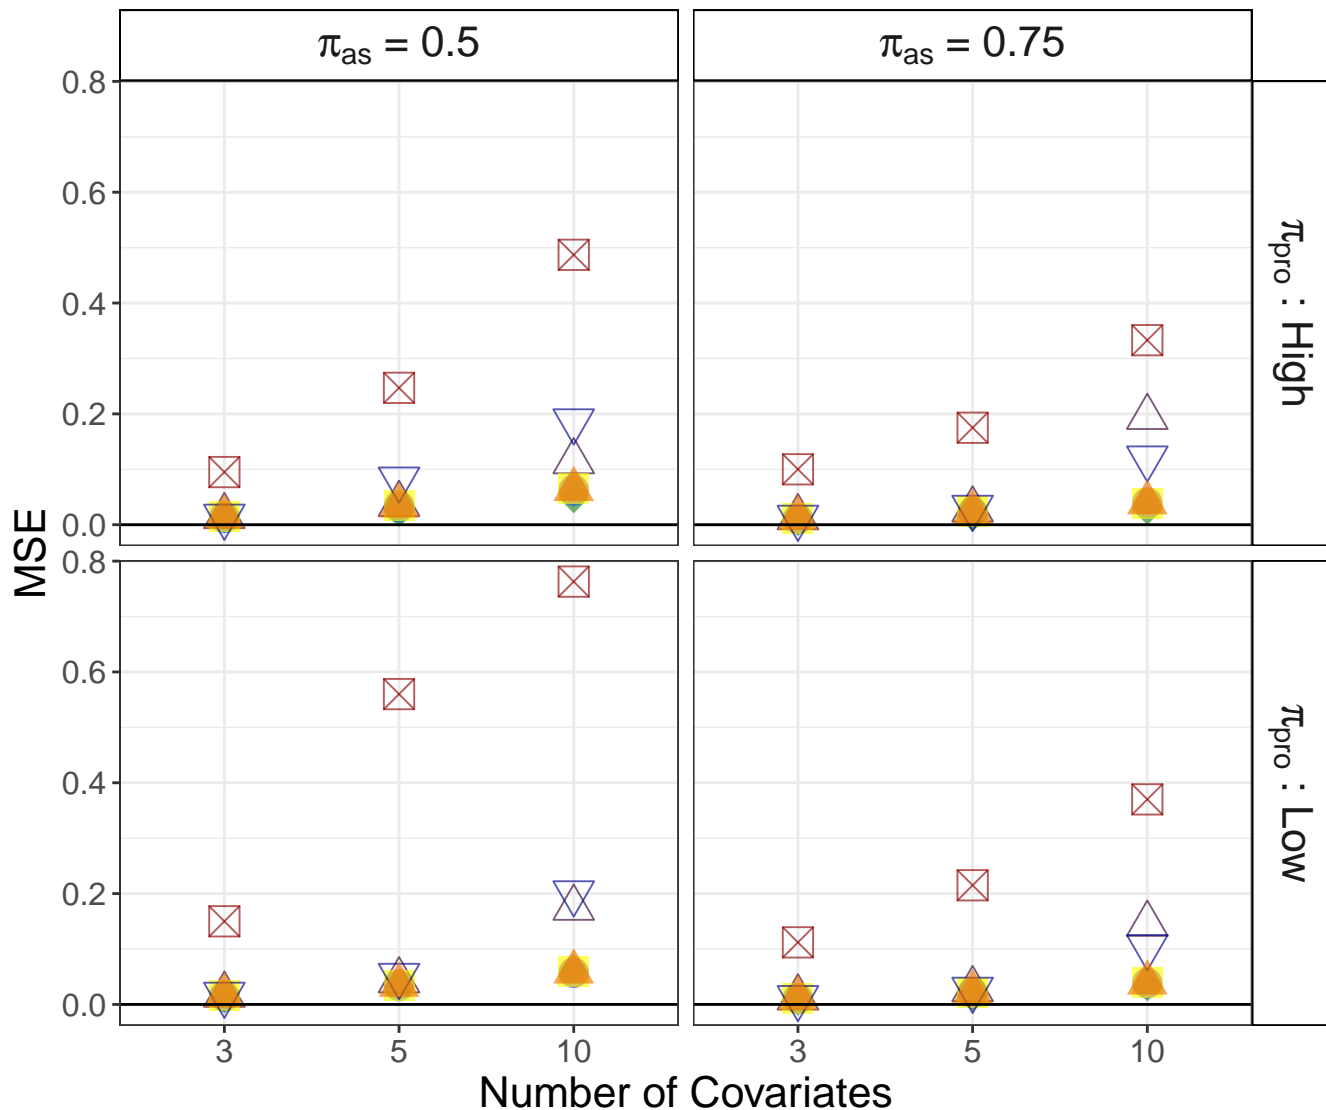 π_as = 0.5
π_as = 0.75
0.8
0.6
0.4
0.2
0.0
π_pro : High
MSE
0.8
0.6
0.4
0.2
0.0
π_pro : Low
3 5 10
3 5 10
Number of Covariates